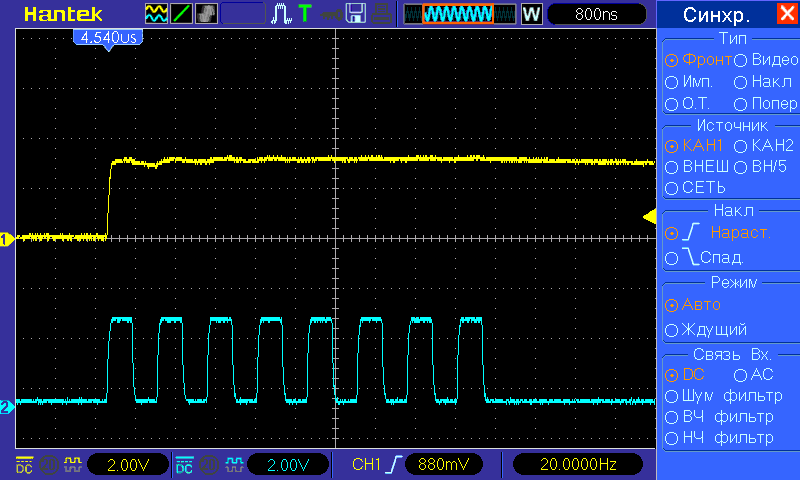 Hantek T W 800ns Синхр.
4.540us
Тип
Фронт Видео
Имп. Накл
О.Т. Попер
Источник
КАН1 КАН2
ВНЕШ ВН/5
СЕТЬ
Накл
Нараст.
Спад.
Режим
Авто
Ждущий
Связь Вх.
DC AC
Шум фильтр
ВЧ фильтр
НЧ фильтр
1
2
DC 2.00V DC 2.00V CH1 880mV 20.0000Hz